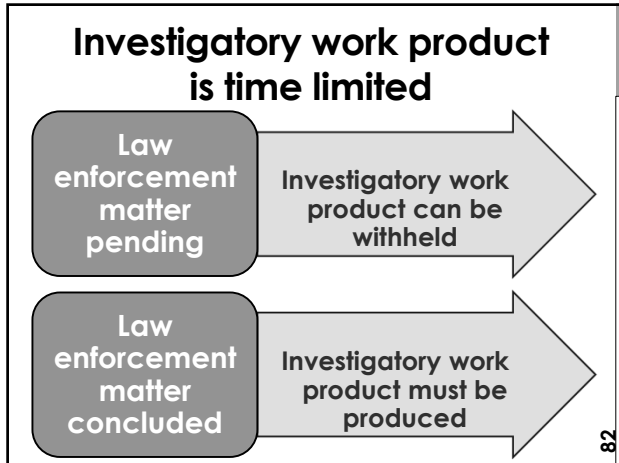 Investigatory work product
is time limited
Law
enforcement
matter
pending
Investigatory work
product can be
withheld
Law
enforcement
matter
concluded
Investigatory work
product must be
produced
82